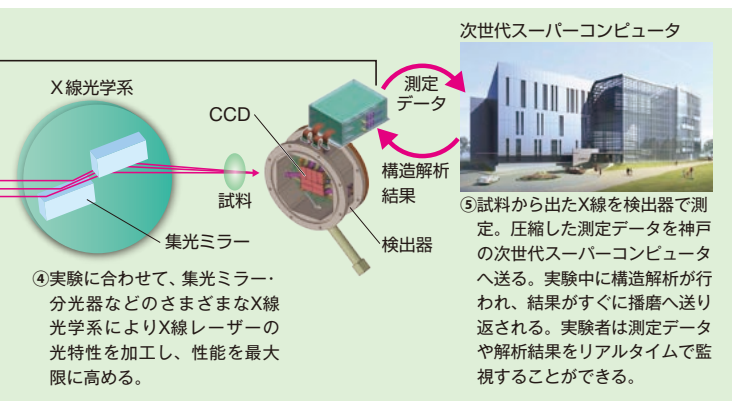 次世代スーパーコンピュータ
X線光学系
測定
データ
CCD
構造解析
結果
試料
集光ミラー
検出器
④実験に合わせて、集光ミラー・
分光器などのさまざまなX線
光学系によりX線レーザーの
光特性を加工し、性能を最大
限に高める。
⑤試料から出たX線を検出器で測
定。圧縮した測定データを神戸
の次世代スーパーコンピュータ
へ送る。実験中に構造解析が行
われ、結果がすぐに播磨へ送り
返される。実験者は測定データ
や解析結果をリアルタイムで監
視することができる。